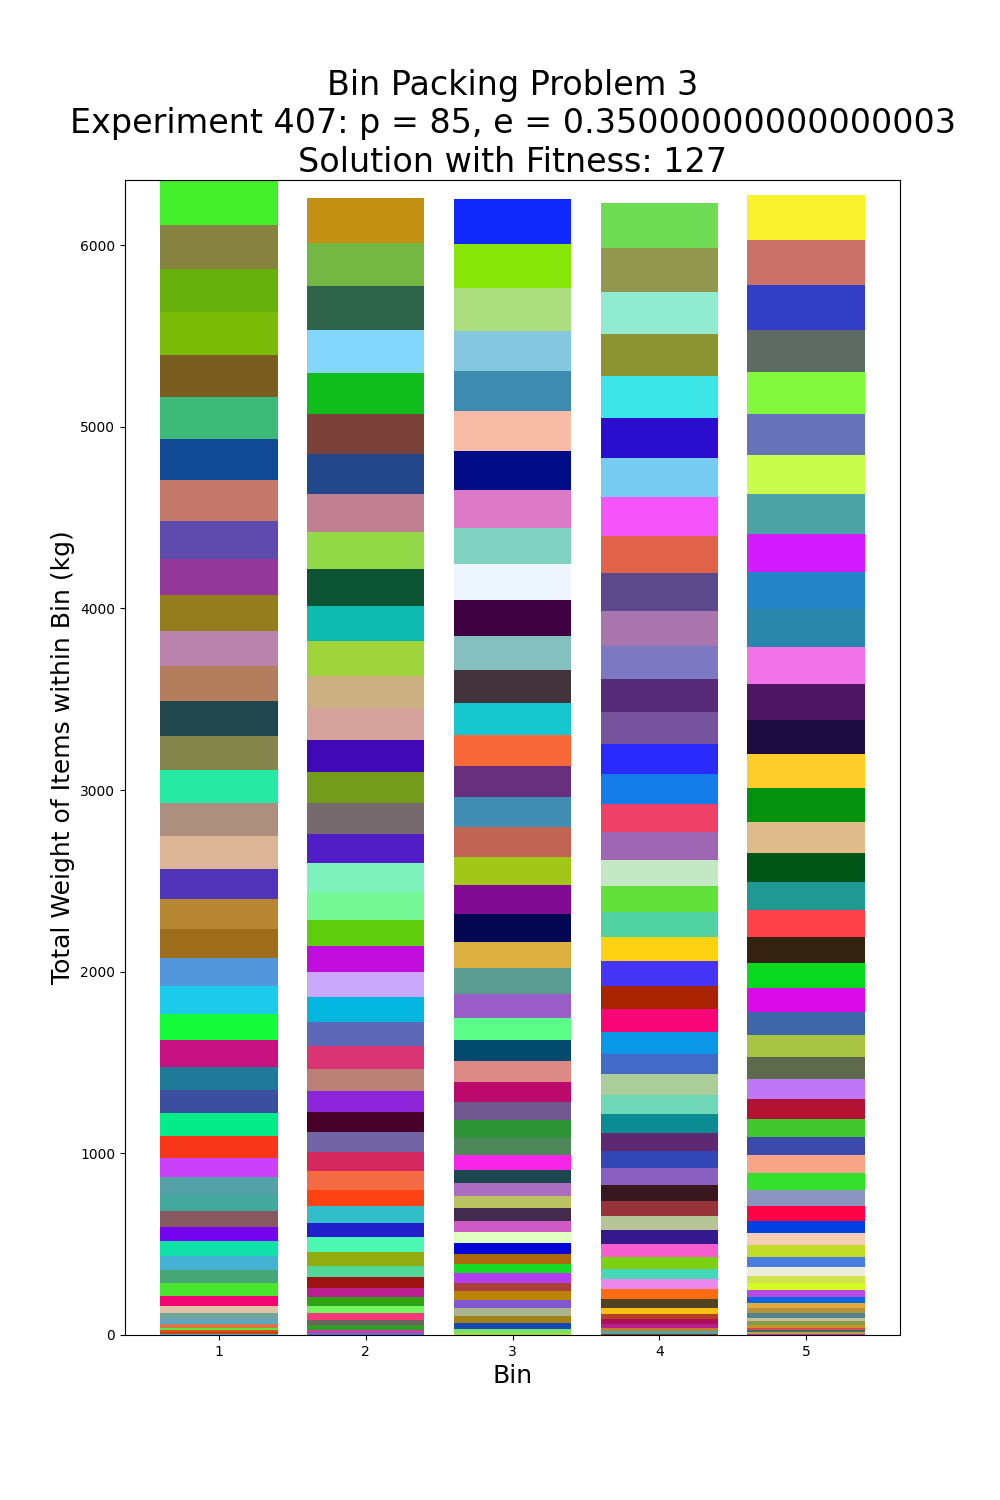 Bin Packing Problem 3
Experiment 407: p = 85, e = 0.35000000000000003
Solution with Fitness: 127
Total Weight of Items within Bin (kg)
6000
5000
4000
3000
2000
1000
0
1 2 3 4 5
Bin